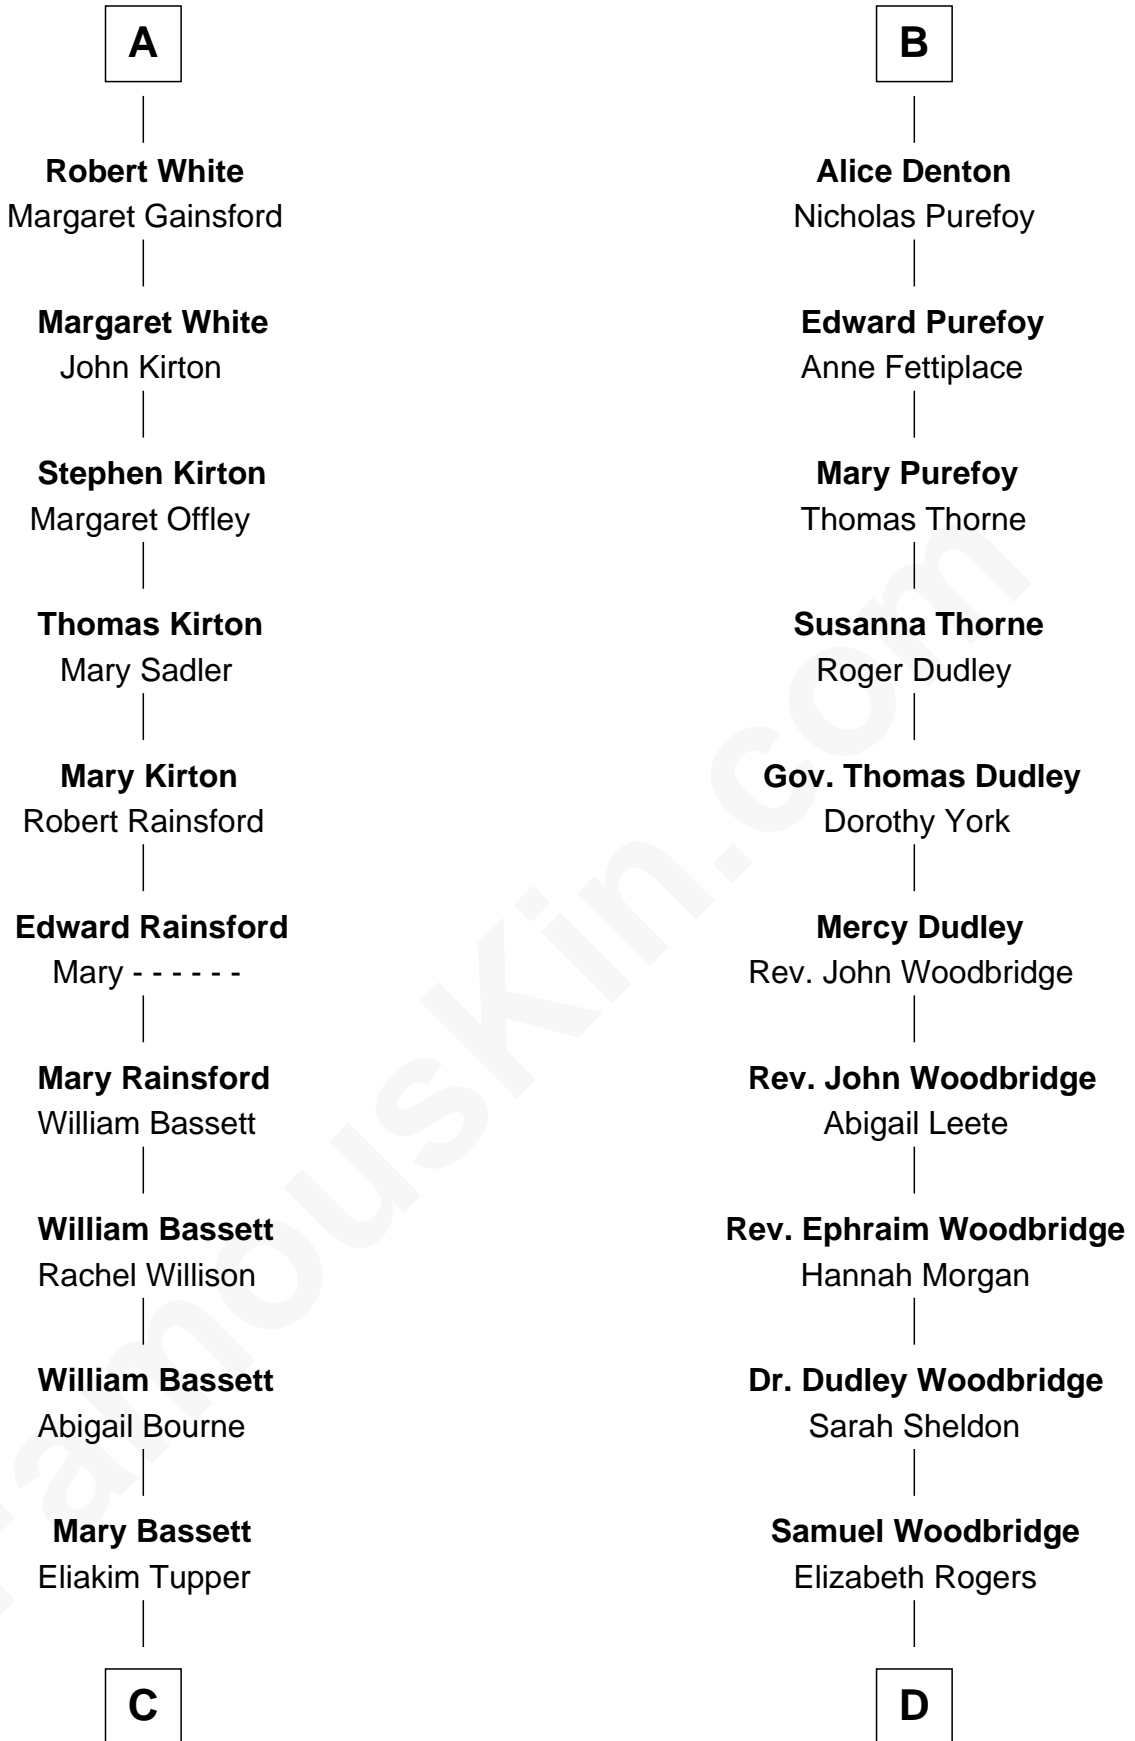 A
Robert White
Margaret Gainsford
Margaret White
John Kirton
Stephen Kirton
Margaret Offley
Thomas Kirton
Mary Sadler
Mary Kirton
Robert Rainsford
Edward Rainsford
Mary - - - - - -
Mary Rainsford
William Bassett
William Bassett
Rachel Willison
William Bassett
Abigail Bourne
Mary Bassett
Eliakim Tupper
C
B
Alice Denton
Nicholas Purefoy
Edward Purefoy
Anne Fettiplace
Mary Purefoy
Thomas Thorne
Susanna Thorne
Roger Dudley
Gov. Thomas Dudley
Dorothy York
Mercy Dudley
Rev. John Woodbridge
Rev. John Woodbridge
Abigail Leete
Rev. Ephraim Woodbridge
Hannah Morgan
Dr. Dudley Woodbridge
Sarah Sheldon
Samuel Woodbridge
Elizabeth Rogers
D
FamousKin.com